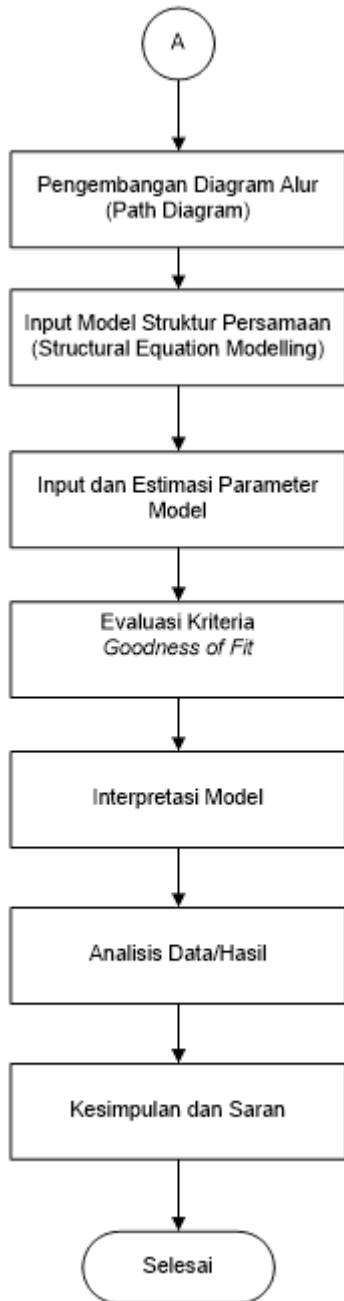 A
Pengembangan Diagram Alur
(Path Diagram)
Input Model Struktur Persamaan
(Structural Equation Modelling)
Input dan Estimasi Parameter
Model
Evaluasi Kriteria
Goodness of Fit
Interpretasi Model
Analisis Data/Hasil
Kesimpulan dan Saran
Selesai